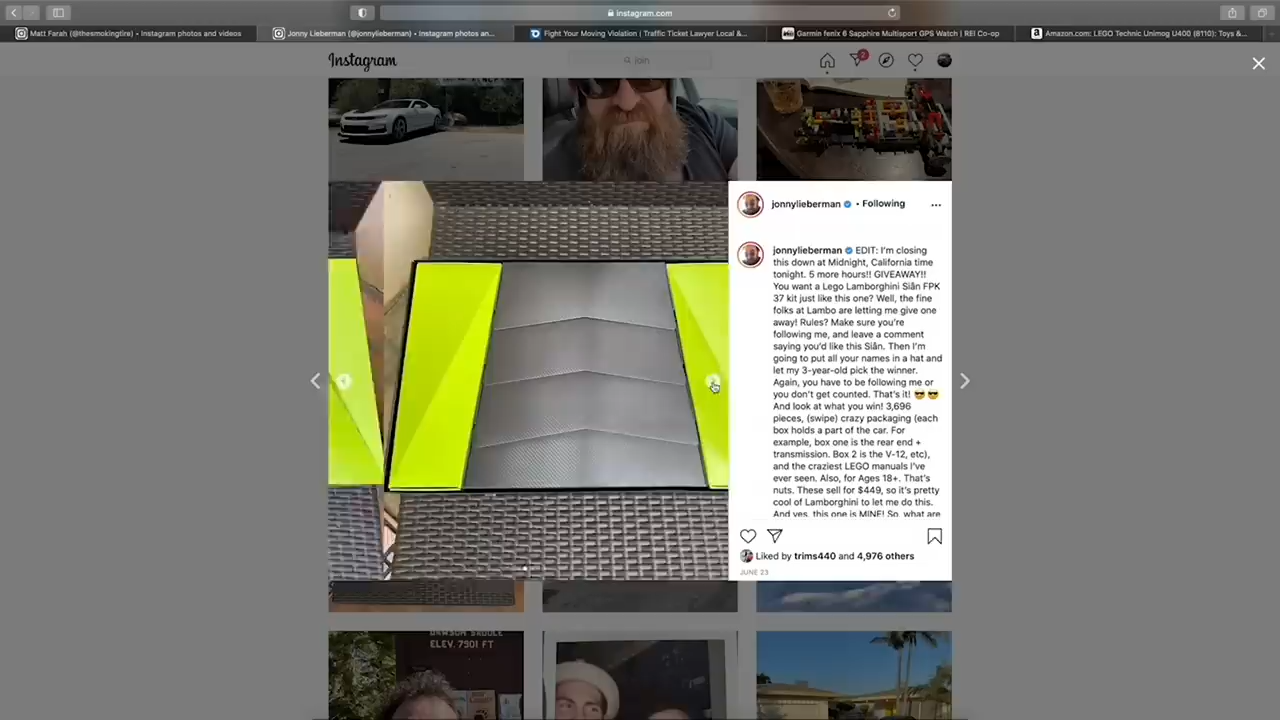 instagram.com
Matt Farah (@thesmokingtire) • Instagram photos and videos
Jonny Lieberman (@jonnylieberman) • Instagram photos an...
Fight Your Moving Violation | Traffic Ticket Lawyer Local &...
Garmin fenix 6 Sapphire Multisport GPS Watch | REI Co-op
Amazon.com: LEGO Technic Unimog U400 (8110): Toys &...
Instagram
join
2
jonnylieberman • Following
jonnylieberman EDIT: I'm closing
this down at Midnight, California time
tonight. 5 more hours!! GIVEAWAY!!
You want a Lego Lamborghini Siân FPK
37 kit just like this one? Well, the fine
folks at Lambo are letting me give one
away! Rules? Make sure you're
following me, and leave a comment
saying you'd like this Siân. Then I'm
going to put all your names in a hat and
let my 3-year-old pick the winner.
Again, you have to be following me or
you don't get counted. That's it! 😎 😎
And look at what you win! 3,696
pieces, (swipe) crazy packaging (each
box holds a part of the car. For
example, box one is the rear end +
transmission. Box 2 is the V-12, etc),
and the craziest LEGO manuals I've
ever seen. Also, for Ages 18+. That's
nuts. These sell for $449, so it's pretty
cool of Lamborghini to let me do this.
And yes, this one is MINE! So, what are
Liked by trims440 and 4,976 others
JUNE 23
ELEV. 7901 FT